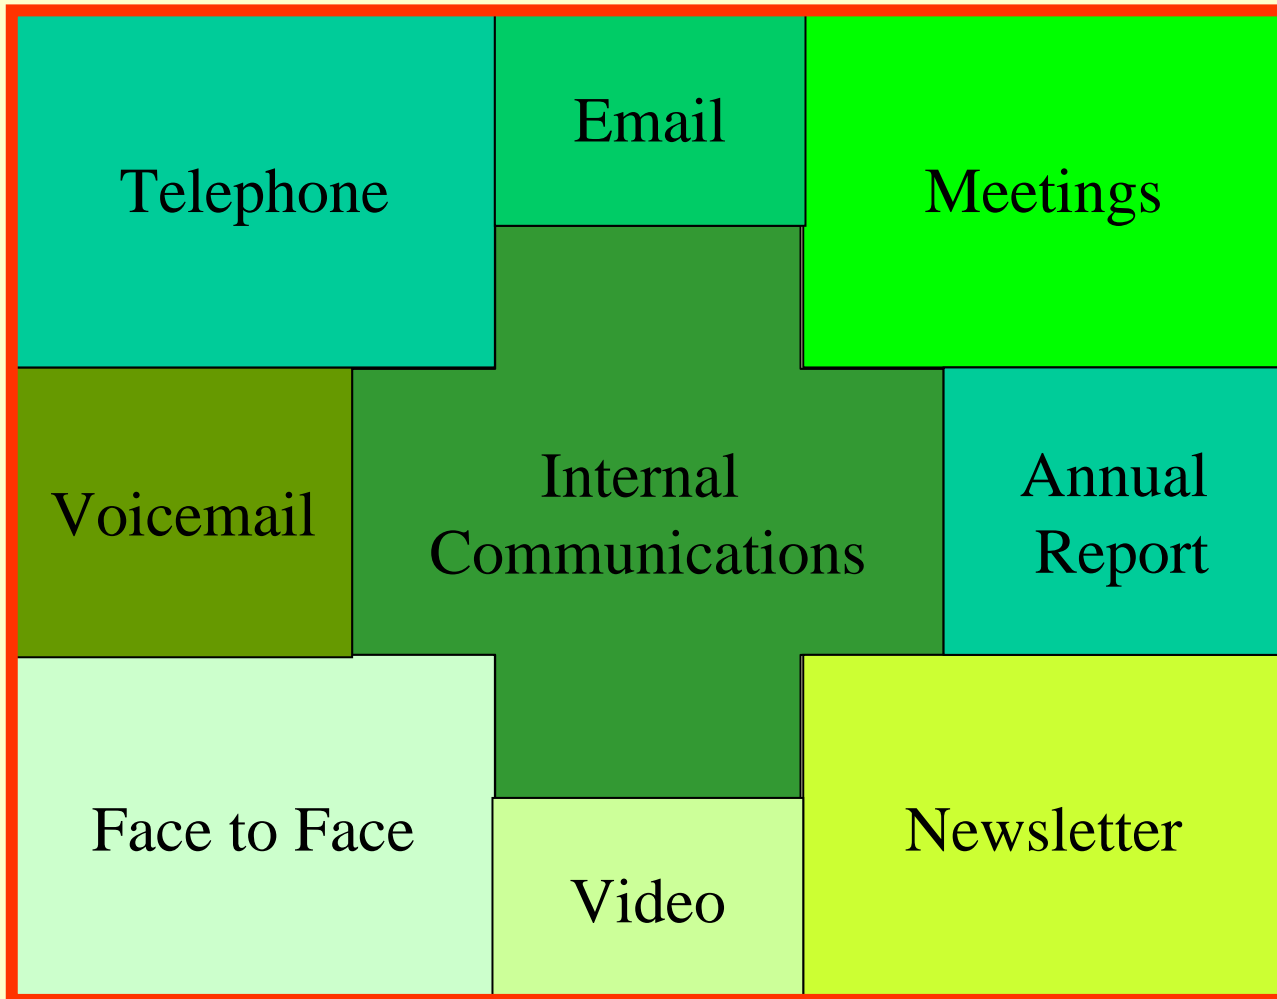 Telephone
Email
Meetings
Voicemail
Internal
Communications
Annual
Report
Face to Face
Video
Newsletter